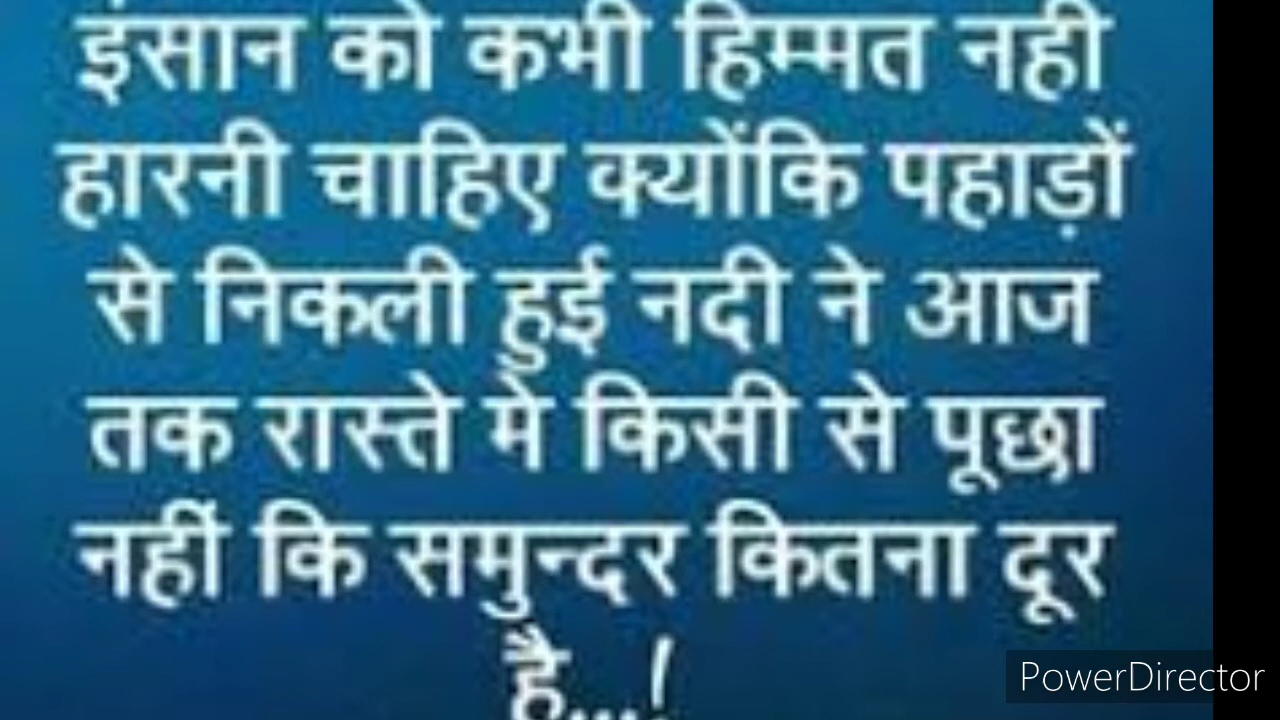 इंसान को कभी हिम्मत नही
हारनी चाहिए क्योंकि पहाड़ों
से निकली हुई नदी ने आज
तक रास्ते मे किसी से पूछा
नहीं कि समुन्दर कितना दूर
है...!
PowerDirector